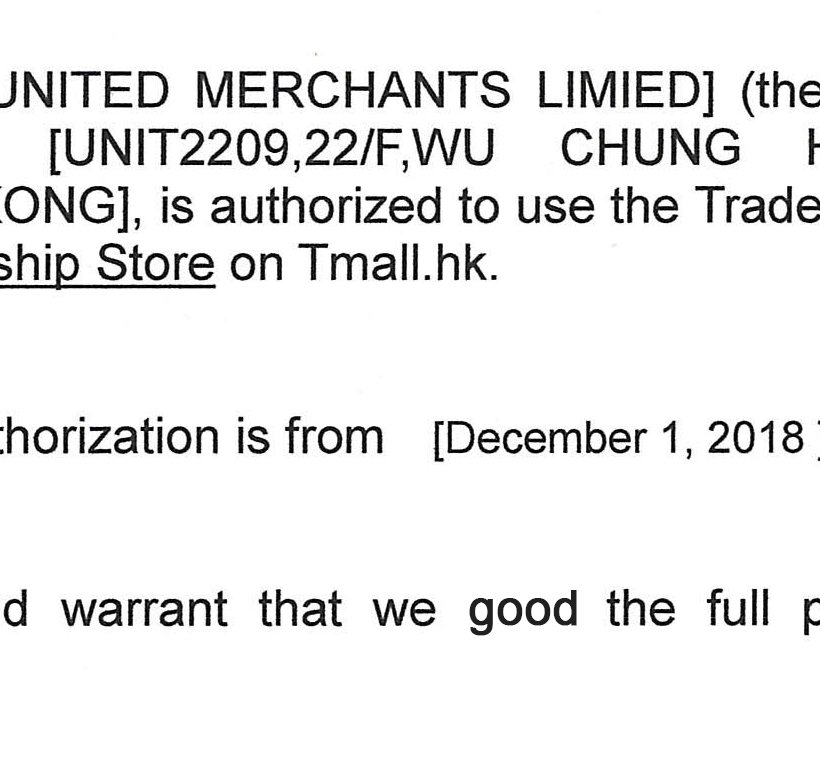 UNITED MERCHANTS LIMIED] (the
[UNIT2209,22/F,WU CHUNG H
KONG], is authorized to use the Trade
ship Store on Tmall.hk.
thorization is from [December 1, 2018 ]
d warrant that we good the full p